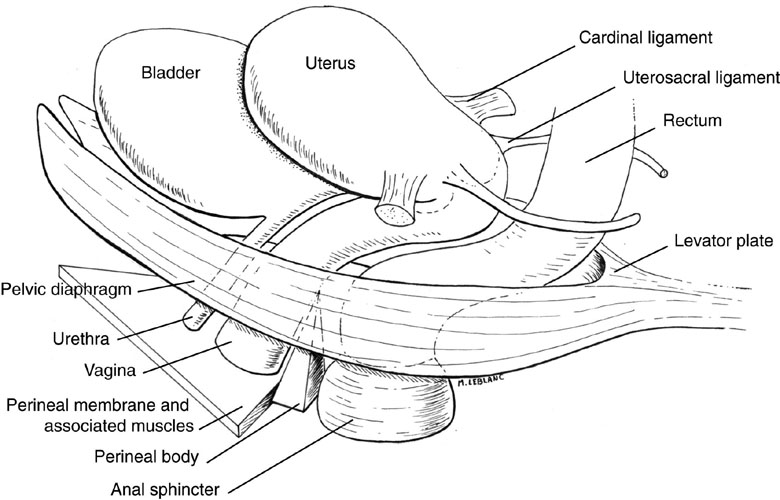 Cardinal ligament
Bladder
Uterus
Uterosacral ligament
Rectum
Levator plate
Pelvic diaphragm
Urethra
Vagina
M. LEBLANC
Perineal membrane and
associated muscles
Perineal body
Anal sphincter